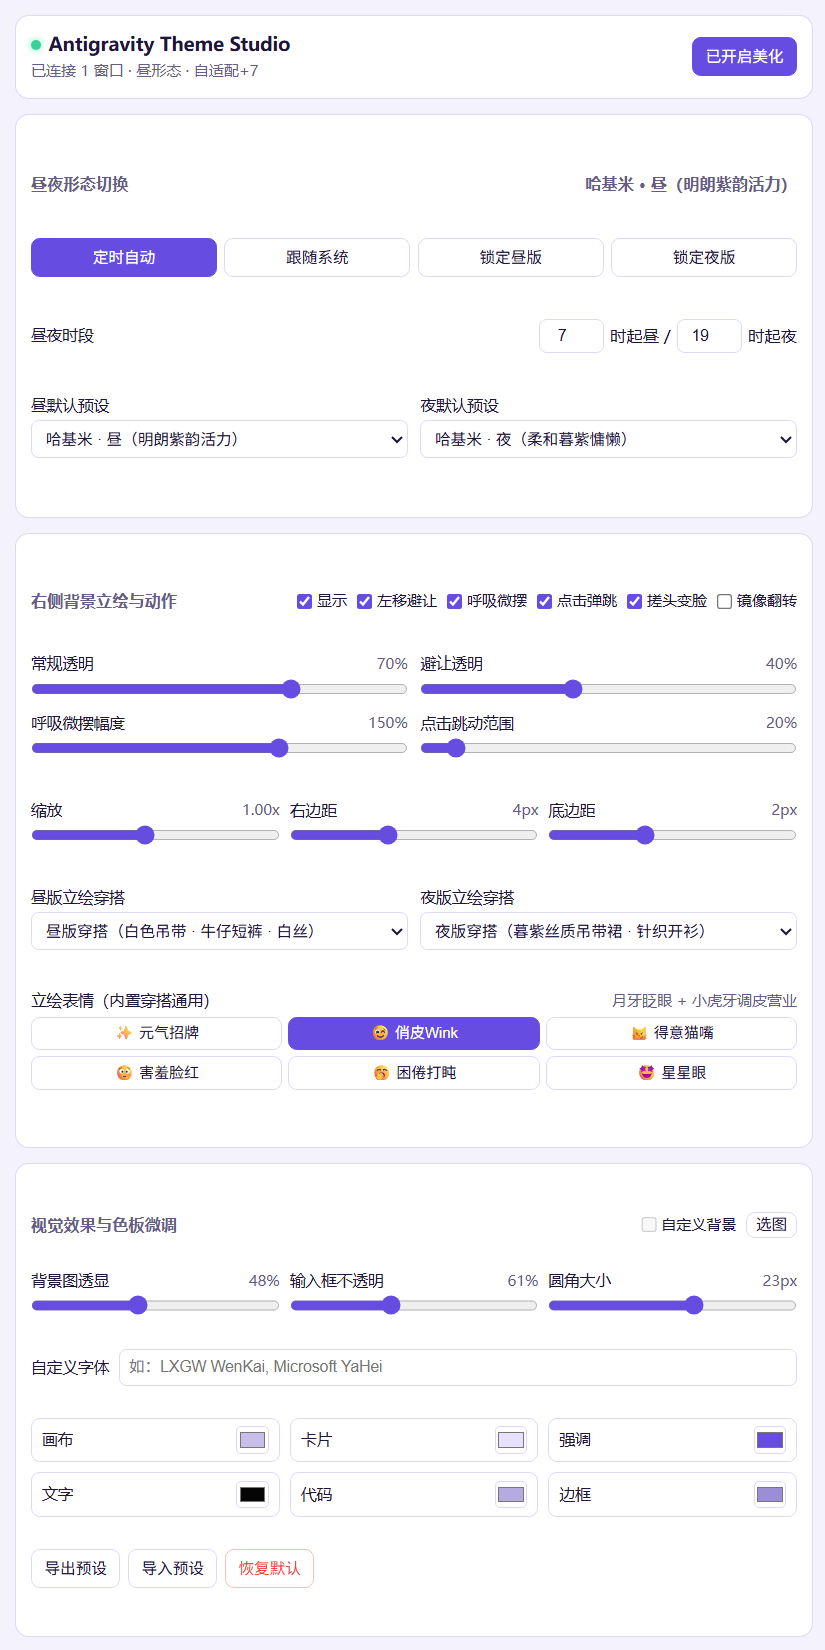 Antigravity Theme Studio
已连接 1 窗口 · 昼形态 · 自适配+7
已开启美化
昼夜形态切换
哈基米 • 昼（明朗紫韵活力）
定时自动
跟随系统
锁定昼版
锁定夜版
昼夜时段
7 时起昼 / 19 时起夜
昼默认预设
夜默认预设
哈基米 · 昼（明朗紫韵活力）
哈基米 · 夜（柔和暮紫慵懒）
右侧背景立绘与动作
显示 左移避让 呼吸微摆 点击弹跳 搓头变脸 镜像翻转
常规透明 70%
避让透明 40%
呼吸微摆幅度 150%
点击跳动范围 20%
缩放 1.00x
右边距 4px
底边距 2px
昼版立绘穿搭
夜版立绘穿搭
昼版穿搭（白色吊带 · 牛仔短裤 · 白丝）
夜版穿搭（暮紫丝质吊带裙 · 针织开衫）
立绘表情（内置穿搭通用）
月牙眨眼 + 小虎牙调皮营业
✨ 元气招牌
😉 俏皮Wink
😼 得意猫嘴
😳 害羞脸红
🥱 困倦打盹
🤩 星星眼
视觉效果与色板微调
自定义背景
选图
背景图透显 48%
输入框不透明 61%
圆角大小 23px
自定义字体
如：LXGW WenKai, Microsoft YaHei
画布
卡片
强调
文字
代码
边框
导出预设
导入预设
恢复默认